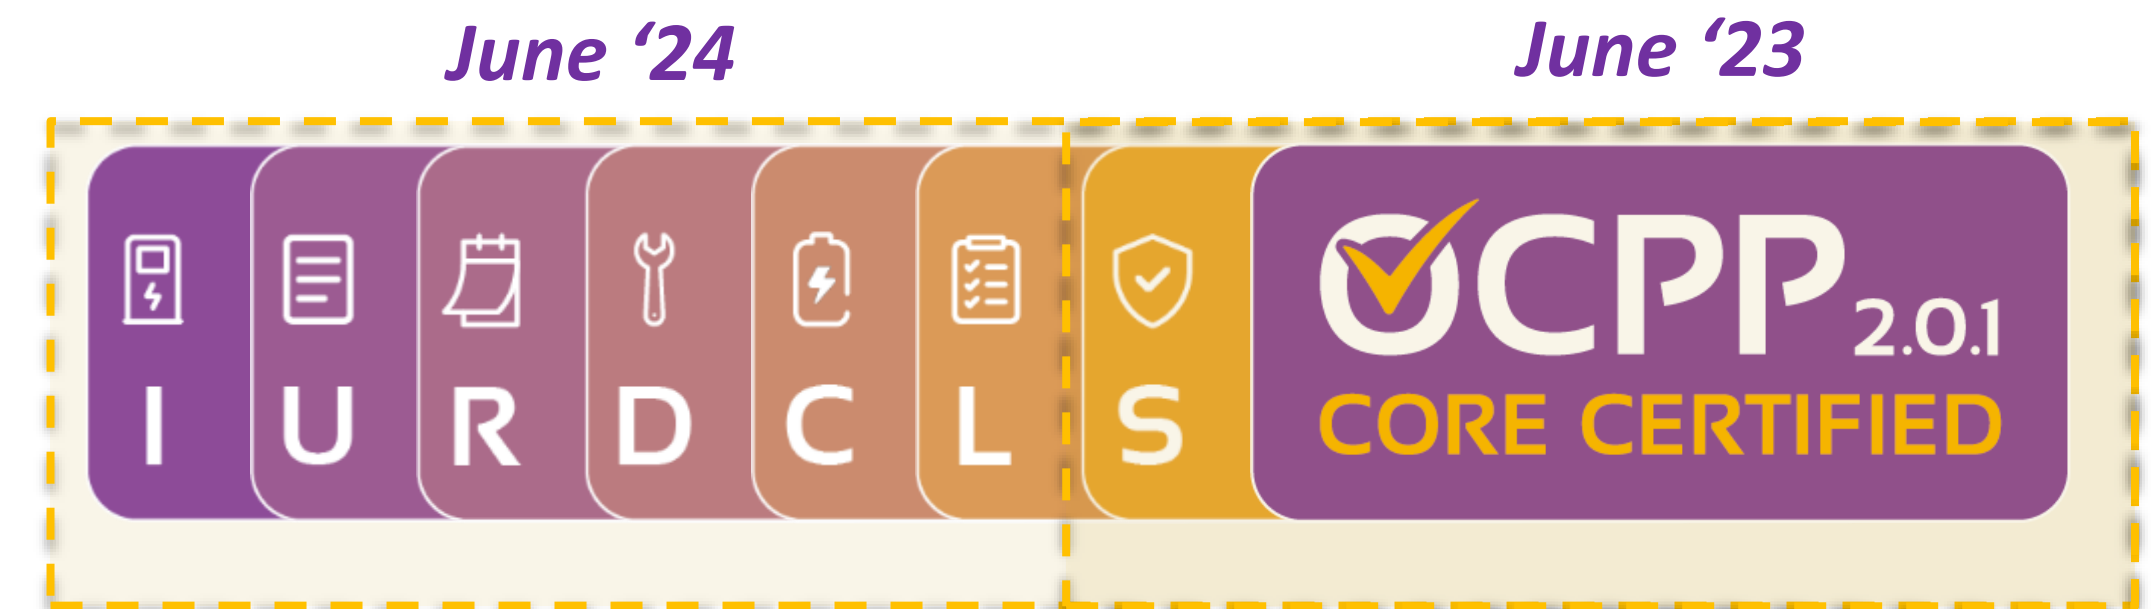 June ‘24
June ‘23
I U R D C L S
OCPP 2.0.1
CORE CERTIFIED